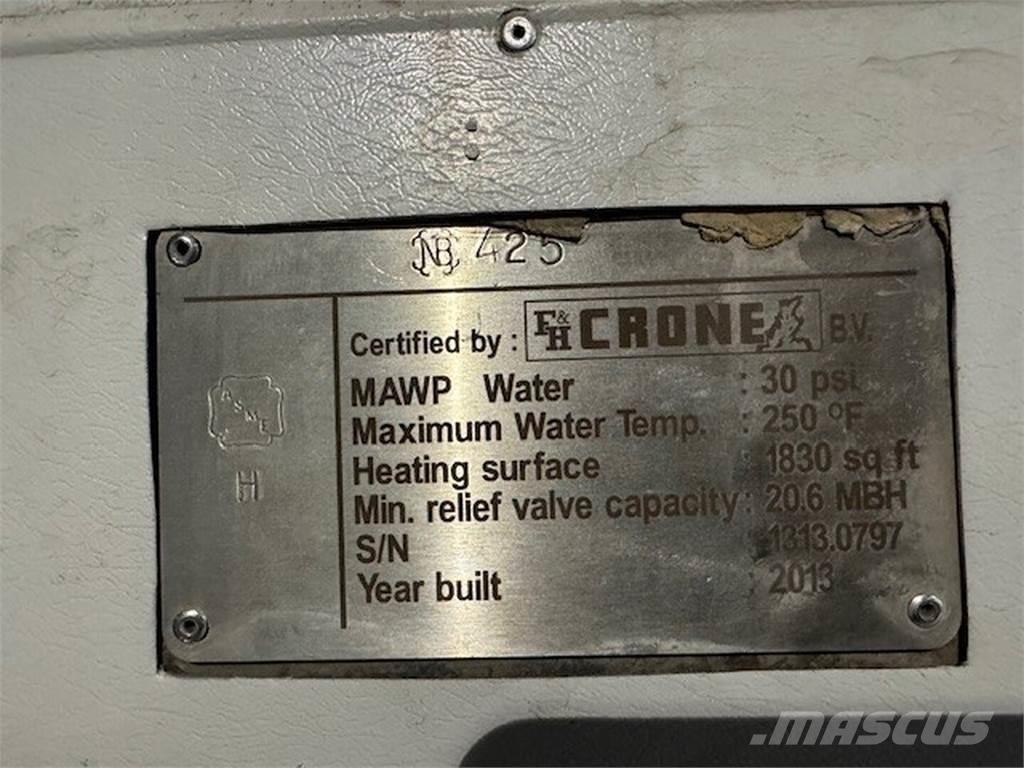 NB 425
Certified by : F&H CRONE B.V.
ASME
H
MAWP Water : 30 psi
Maximum Water Temp. : 250 °F
Heating surface : 1830 sq ft
Min. relief valve capacity : 20.6 MBH
S/N : 1313.0797
Year built : 2013
MASCUS